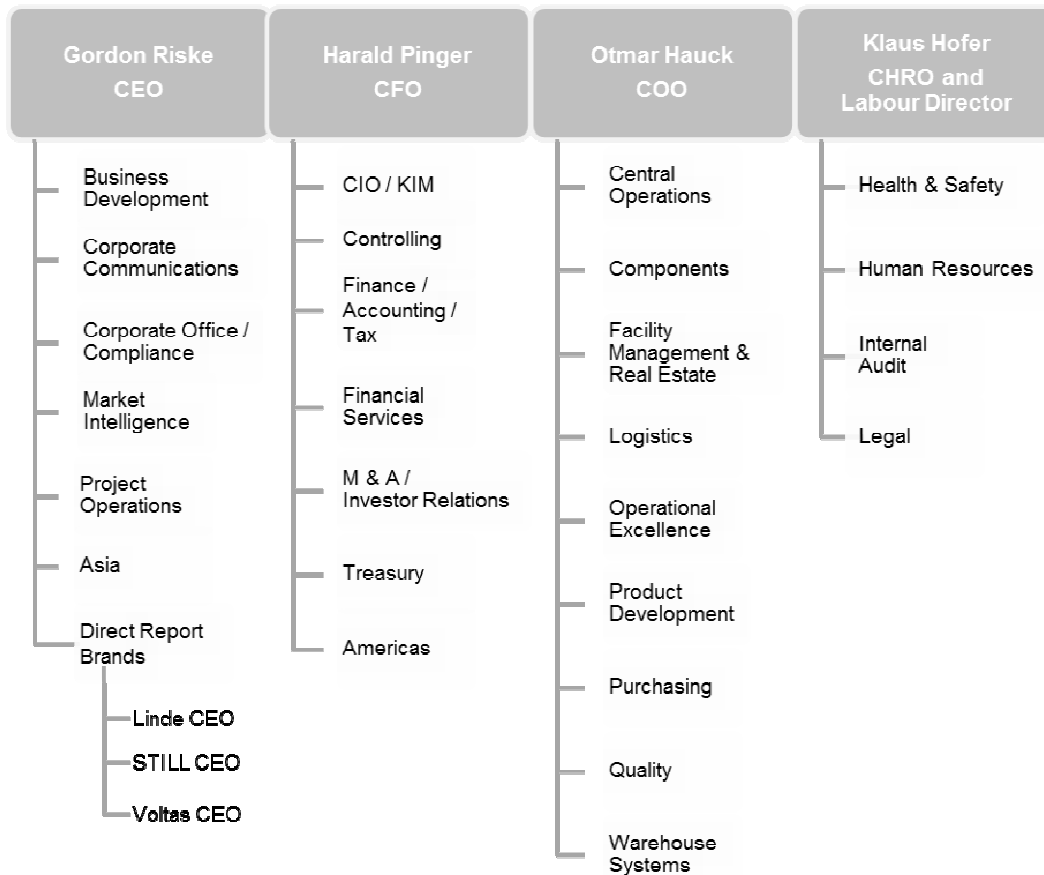 Gordon Riske
CEO
Business
Development
Corporate
Communications
Corporate Office /
Compliance
Market
Intelligence
Project
Operations
Asia
Direct Report
Brands
Linde CEO
STILL CEO
Voltas CEO
Harald Pinger
CFO
CIO / KIM
Controlling
Finance /
Accounting /
Tax
Financial
Services
M & A /
Investor Relations
Treasury
Americas
Otmar Hauck
COO
Central
Operations
Components
Facility
Management &
Real Estate
Logistics
Operational
Excellence
Product
Development
Purchasing
Quality
Warehouse
Systems
Klaus Hofer
CHRO and
Labour Director
Health & Safety
Human Resources
Internal
Audit
Legal